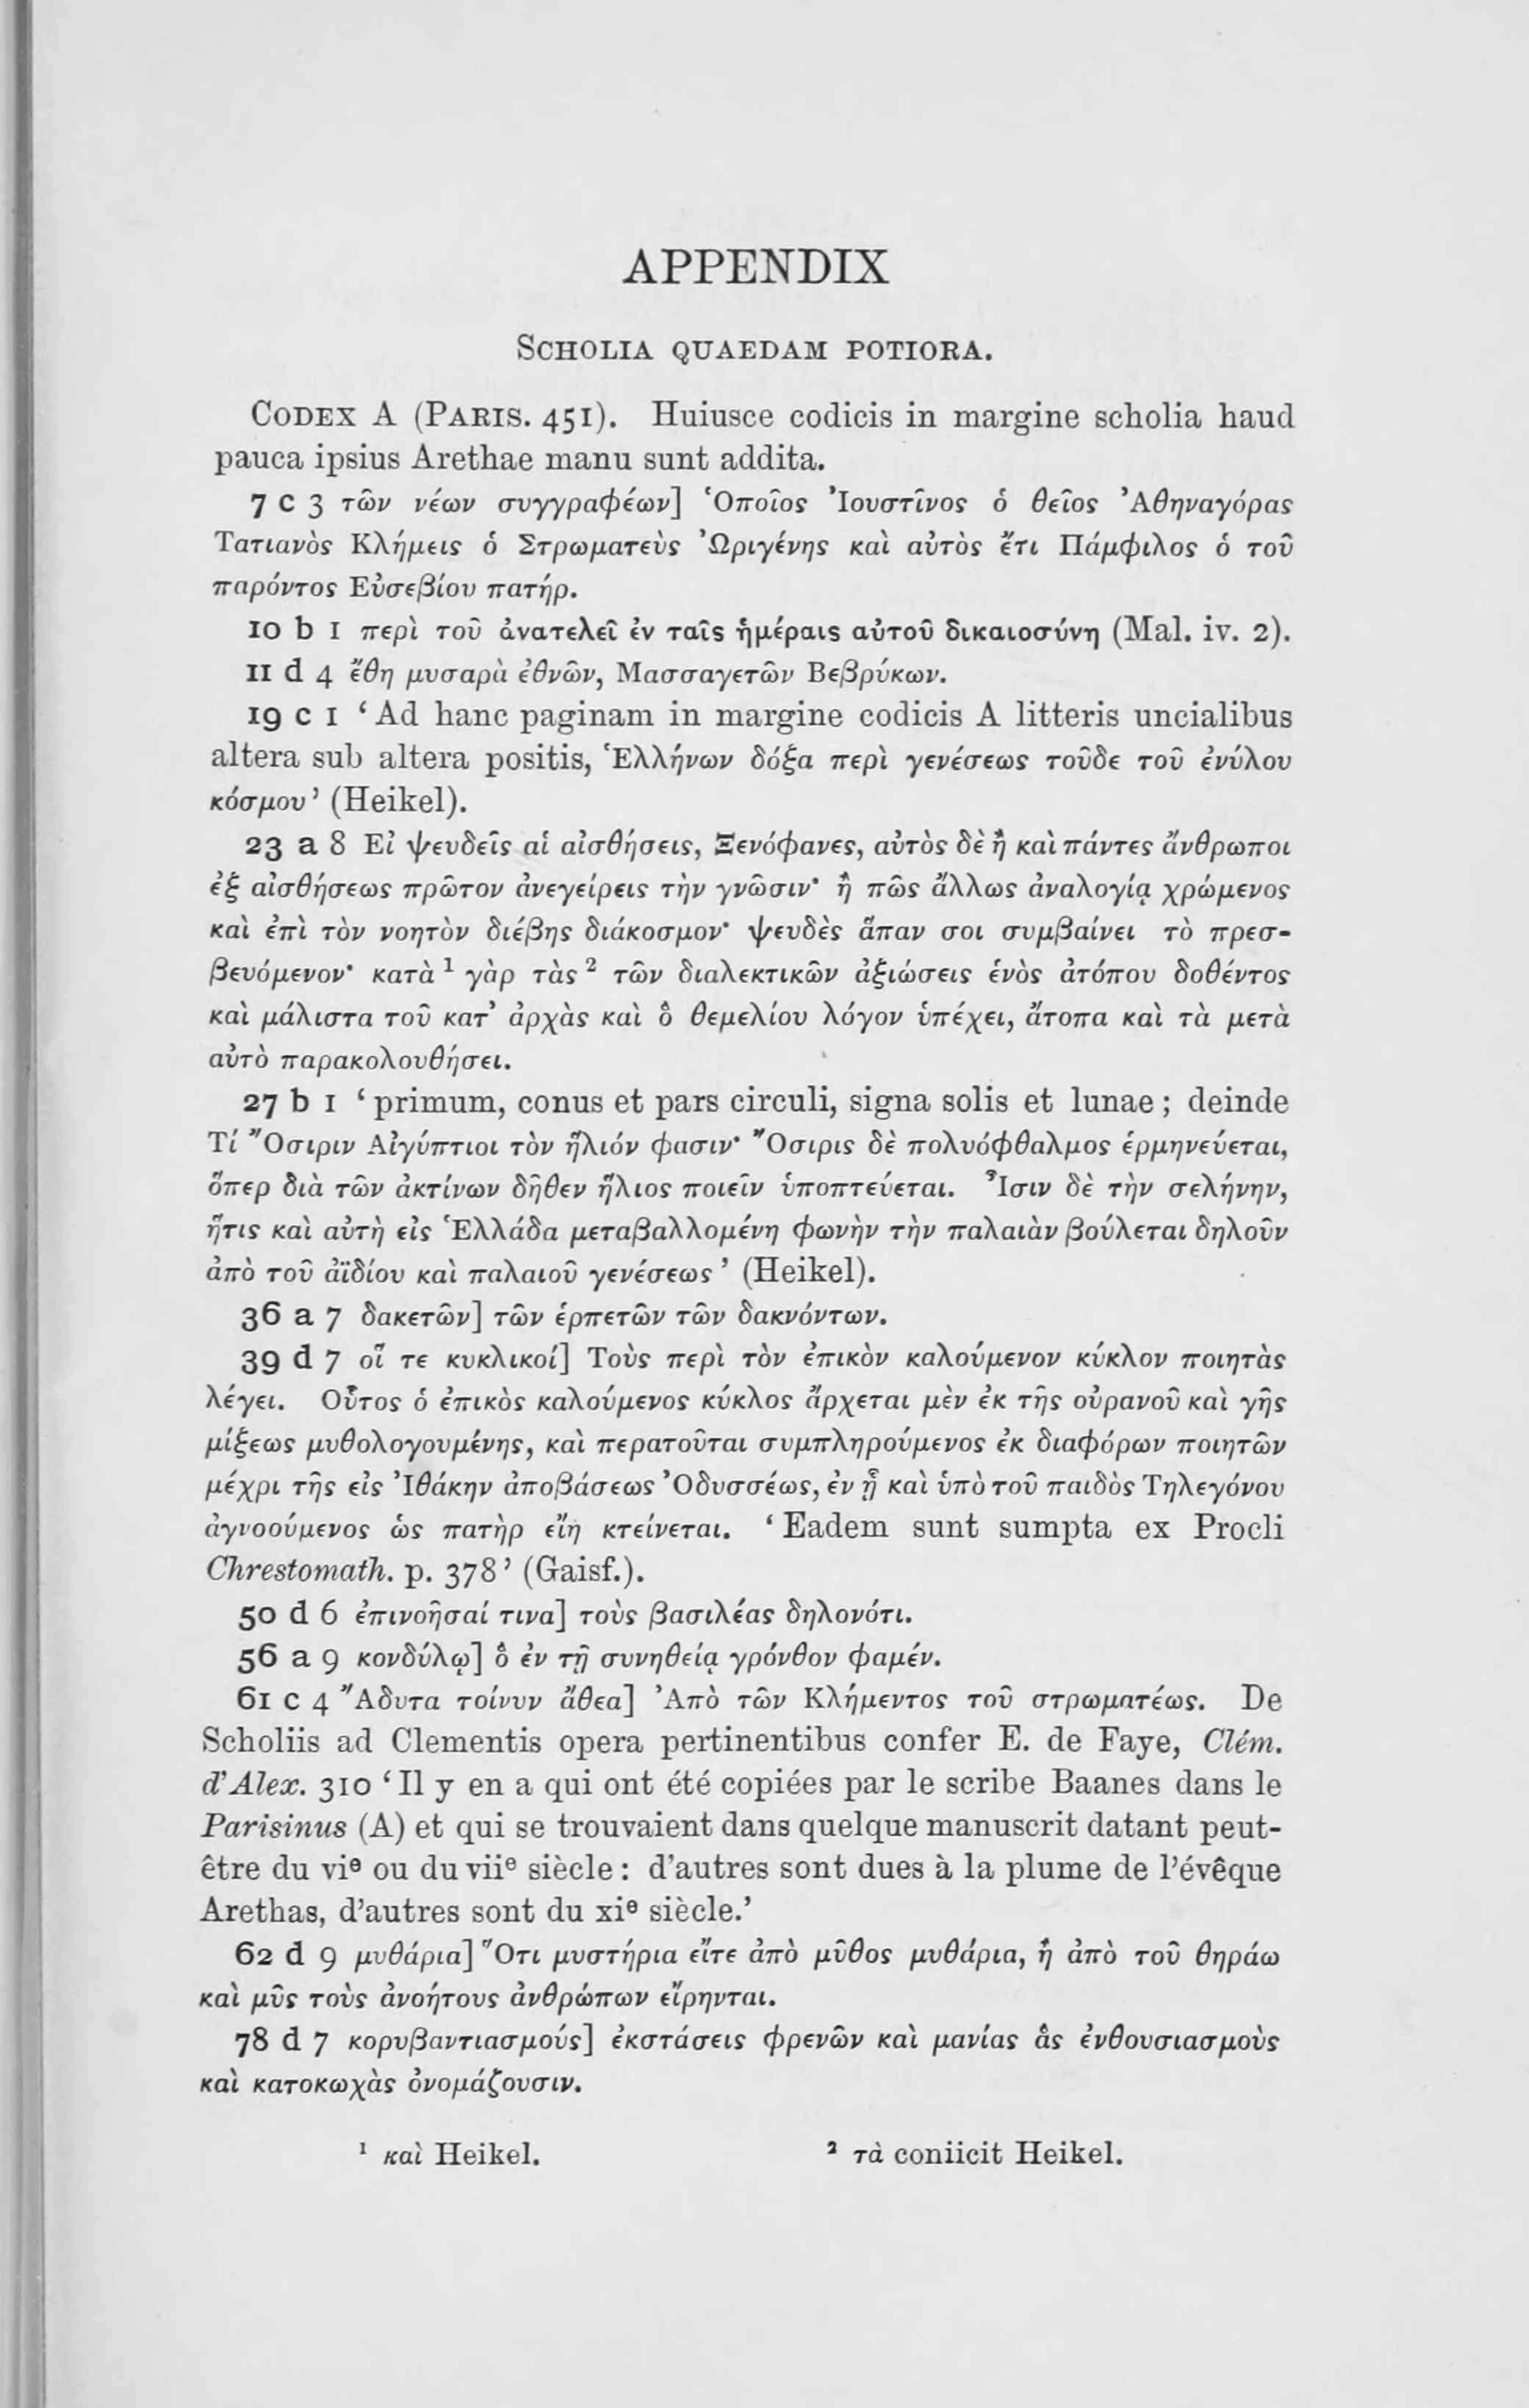 APPENDIX
SCHOLIA QUAEDAM POTIORA.
CODEX A (PARIS. 451). Huiusce codicis in margine scholia haud
pauca ipsius Arethae manu sunt addita.
7 c 3 τῶν νέων συγγραφέων] Ὁποῖος Ἰουστῖνος ὁ θεῖος Ἀθηναγόρας
Τατιανὸς Κλήμεις ὁ Στρωματεὺς Ὠριγένης καὶ αὐτὸς ἔτι Πάμφιλος ὁ τοῦ
παρόντος Εὐσεβίου πατήρ.
10 b 1 περὶ τοῦ ἀνατελεῖ ἐν ταῖς ἡμέραις αὐτοῦ δικαιοσύνη (Mal. iv. 2).
11 d 4 ἔθη μυσαρὰ ἐθνῶν, Μασσαγετῶν Βεβρύκων.
19 c 1 ‘Ad hanc paginam in margine codicis A litteris uncialibus
altera sub altera positis, Ἑλλήνων δόξα περὶ γενέσεως τοῦδε τοῦ ἐνύλου
κόσμου’ (Heikel).
23 a 8 Εἰ ψευδεῖς αἱ αἰσθήσεις, Ξενόφανες, αὐτὸς δὲ ἢ καὶ πάντες ἄνθρωποι
ἐξ αἰσθήσεως πρῶτον ἀνεγείρεις τὴν γνῶσιν· ἢ πῶς ἄλλως ἀναλογίᾳ χρώμενος
καὶ ἐπὶ τὸν νοητὸν διέβης διάκοσμον· ψευδὲς ἅπαν σοι συμβαίνει τὸ πρεσ-
βευόμενον· κατὰ ¹ γὰρ τὰς ² τῶν διαλεκτικῶν ἀξιώσεις ἑνὸς ἀτόπου δοθέντος
καὶ μάλιστα τοῦ κατ’ ἀρχὰς καὶ ὃ θεμελίου λόγον ὑπέχει, ἄτοπα καὶ τὰ μετὰ
αὐτὸ παρακολουθήσει.
27 b 1 ‘primum, conus et pars circuli, signa solis et lunae; deinde
Τί Ὄσιριν Αἰγύπτιοι τὸν ἥλιόν φασιν· Ὄσιρις δὲ πολυόφθαλμος ἑρμηνεύεται,
ὅπερ διὰ τῶν ἀκτίνων δῆθεν ἥλιος ποιεῖν ὑποπτεύεται. Ἶσιν δὲ τὴν σελήνην,
ἥτις καὶ αὐτὴ εἰς Ἑλλάδα μεταβαλλομένη φωνὴν τὴν παλαιὰν βούλεται δηλοῦν
ἀπὸ τοῦ ἀϊδίου καὶ παλαιοῦ γενέσεως’ (Heikel).
36 a 7 δακετῶν] τῶν ἑρπετῶν τῶν δακνόντων.
39 d 7 οἵ τε κυκλικοί] Τοὺς περὶ τὸν ἐπικὸν καλούμενον κύκλον ποιητὰς
λέγει. Οὗτος ὁ ἐπικὸς καλούμενος κύκλος ἄρχεται μὲν ἐκ τῆς οὐρανοῦ καὶ γῆς
μίξεως μυθολογουμένης, καὶ περατοῦται συμπληρούμενος ἐκ διαφόρων ποιητῶν
μέχρι τῆς εἰς Ἰθάκην ἀποβάσεως Ὀδυσσέως, ἐν ᾗ καὶ ὑπὸ τοῦ παιδὸς Τηλεγόνου
ἀγνοούμενος ὡς πατὴρ εἴη κτείνεται. ‘Eadem sunt sumpta ex Procli
Chrestomath. p. 378’ (Gaisf.).
50 d 6 ἐπινοῆσαί τινα] τοὺς βασιλέας δηλονότι.
56 a 9 κονδύλῳ] ὃ ἐν τῇ συνηθείᾳ γρόνθον φαμέν.
61 c 4 Ἄδυτα τοίνυν ἄθεα] Ἀπὸ τῶν Κλήμεντος τοῦ στρωματέως. De
Scholiis ad Clementis opera pertinentibus confer E. de Faye, Clém.
d’Alex. 310 ‘Il y en a qui ont été copiées par le scribe Baanes dans le
Parisinus (A) et qui se trouvaient dans quelque manuscrit datant peut-
être du viᵉ ou du viiᵉ siècle: d’autres sont dues à la plume de l’évêque
Arethas, d’autres sont du xiᵉ siècle.’
62 d 9 μυθάρια] Ὅτι μυστήρια εἴτε ἀπὸ μῦθος μυθάρια, ἢ ἀπὸ τοῦ θηράω
καὶ μῦς τοὺς ἀνοήτους ἀνθρώπων εἴρηνται.
78 d 7 κορυβαντιασμούς] ἐκστάσεις φρενῶν καὶ μανίας ἃς ἐνθουσιασμοὺς
καὶ κατοκωχὰς ὀνομάζουσιν.
¹ καὶ Heikel. ² τὰ coniicit Heikel.